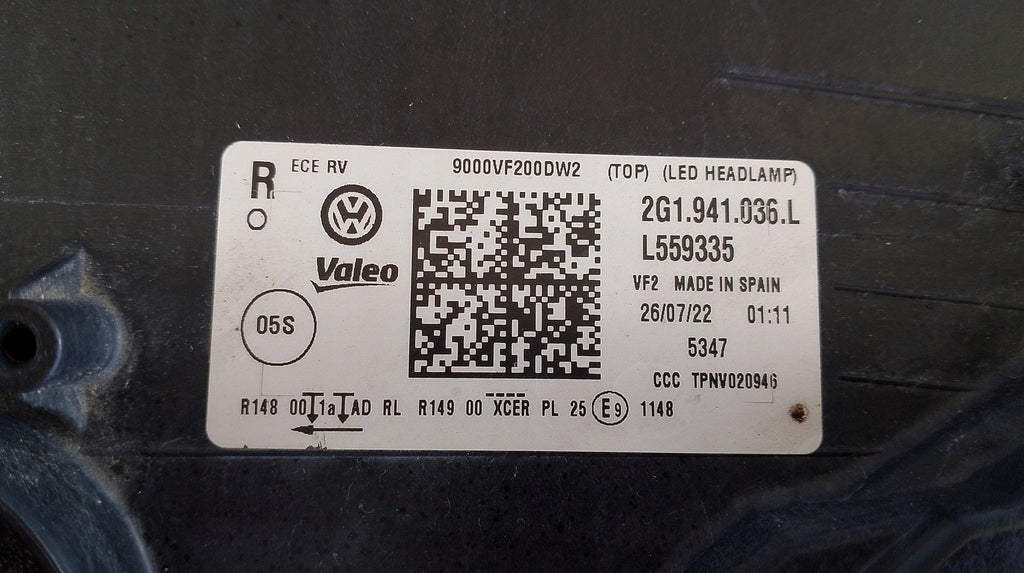 R ECE RV 9000VF200DW2 (TOP) (LED HEADLAMP)
O
VW
Valeo
05S
2G1.941.036.L
L559335
VF2 MADE IN SPAIN
26/07/22 01:11
5347
CCC TPNV020946
R148 00 1a AD RL R149 00 XCER PL 25 E9 1148